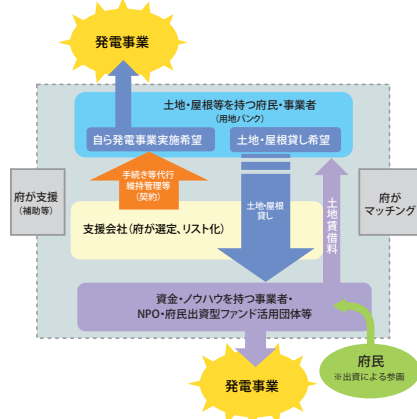 発電事業
土地・屋根等を持つ府民・事業者
(用地バンク)
自ら発電事業実施希望
土地・屋根貸し希望
府が支援
(補助等)
手続き等代行
維持管理等
(契約)
土地・屋根
貸し
土地賃借料
府が
マッチング
支援会社(府が選定、リスト化)
資金・ノウハウを持つ事業者・
NPO・府民出資型ファンド活用団体等
府民
※出資による参画
発電事業